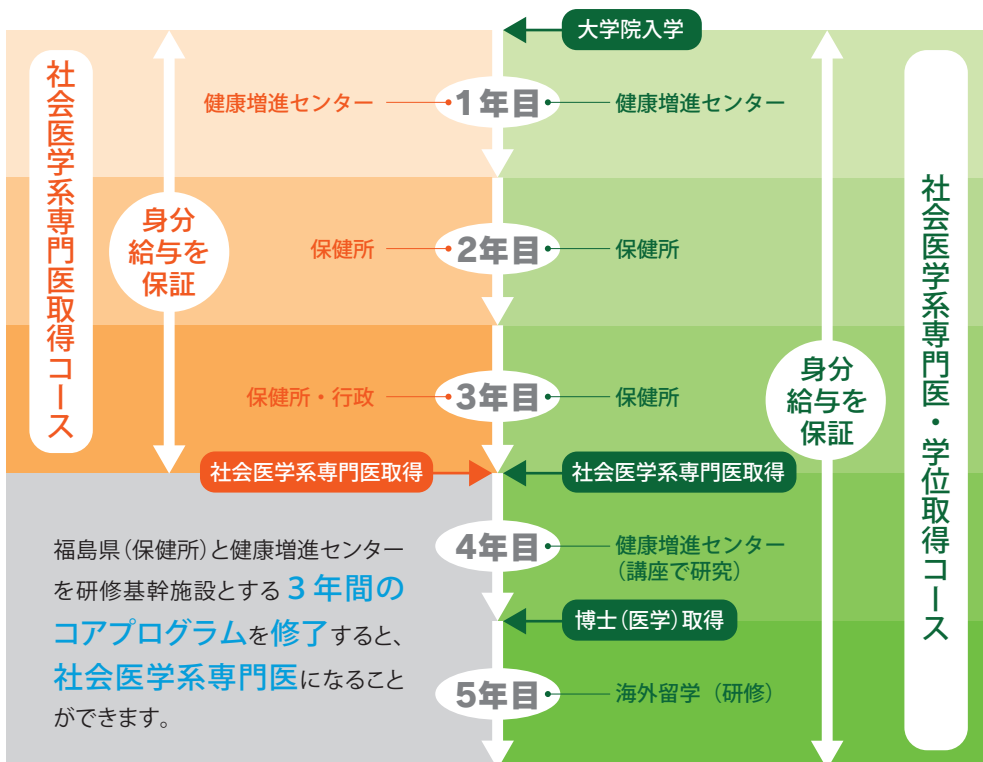 大学院入学
社会医学系専門医取得コース
身分
給与を
保証
健康増進センター
1年目
健康増進センター
保健所
2年目
保健所
保健所・行政
3年目
保健所
身分
給与を
保証
社会医学系専門医・学位取得コース
社会医学系専門医取得
社会医学系専門医取得
福島県(保健所)と健康増進センター
を研修基幹施設とする3年間の
コアプログラムを修了すると、
社会医学系専門医になること
ができます。
4年目
健康増進センター
(講座で研究)
博士(医学)取得
5年目
海外留学(研修)